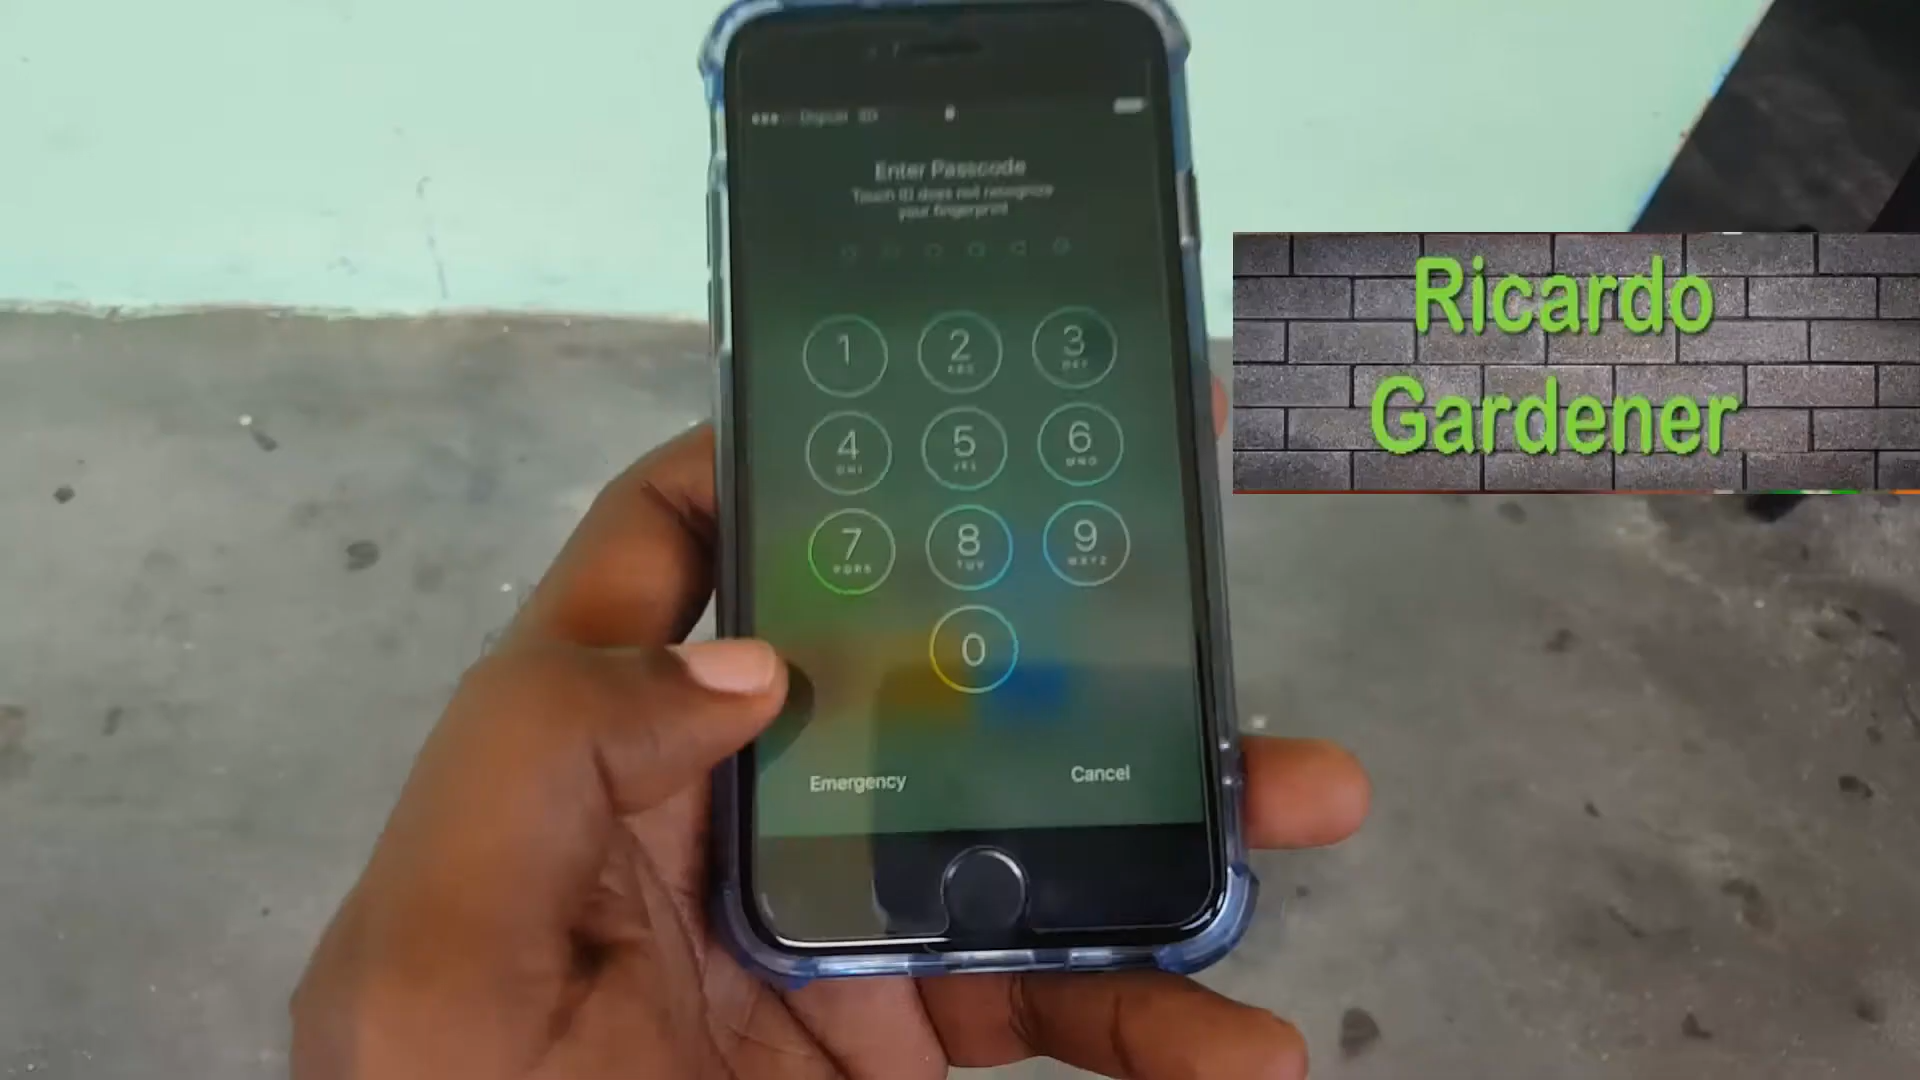 Digicel
Enter Passcode
Touch ID does not recognize
your fingerprint
1
2
ABC
3
DEF
4
GHI
5
JKL
6
MNO
7
PQRS
8
TUV
9
WXYZ
0
Emergency
Cancel
Ricardo
Gardener